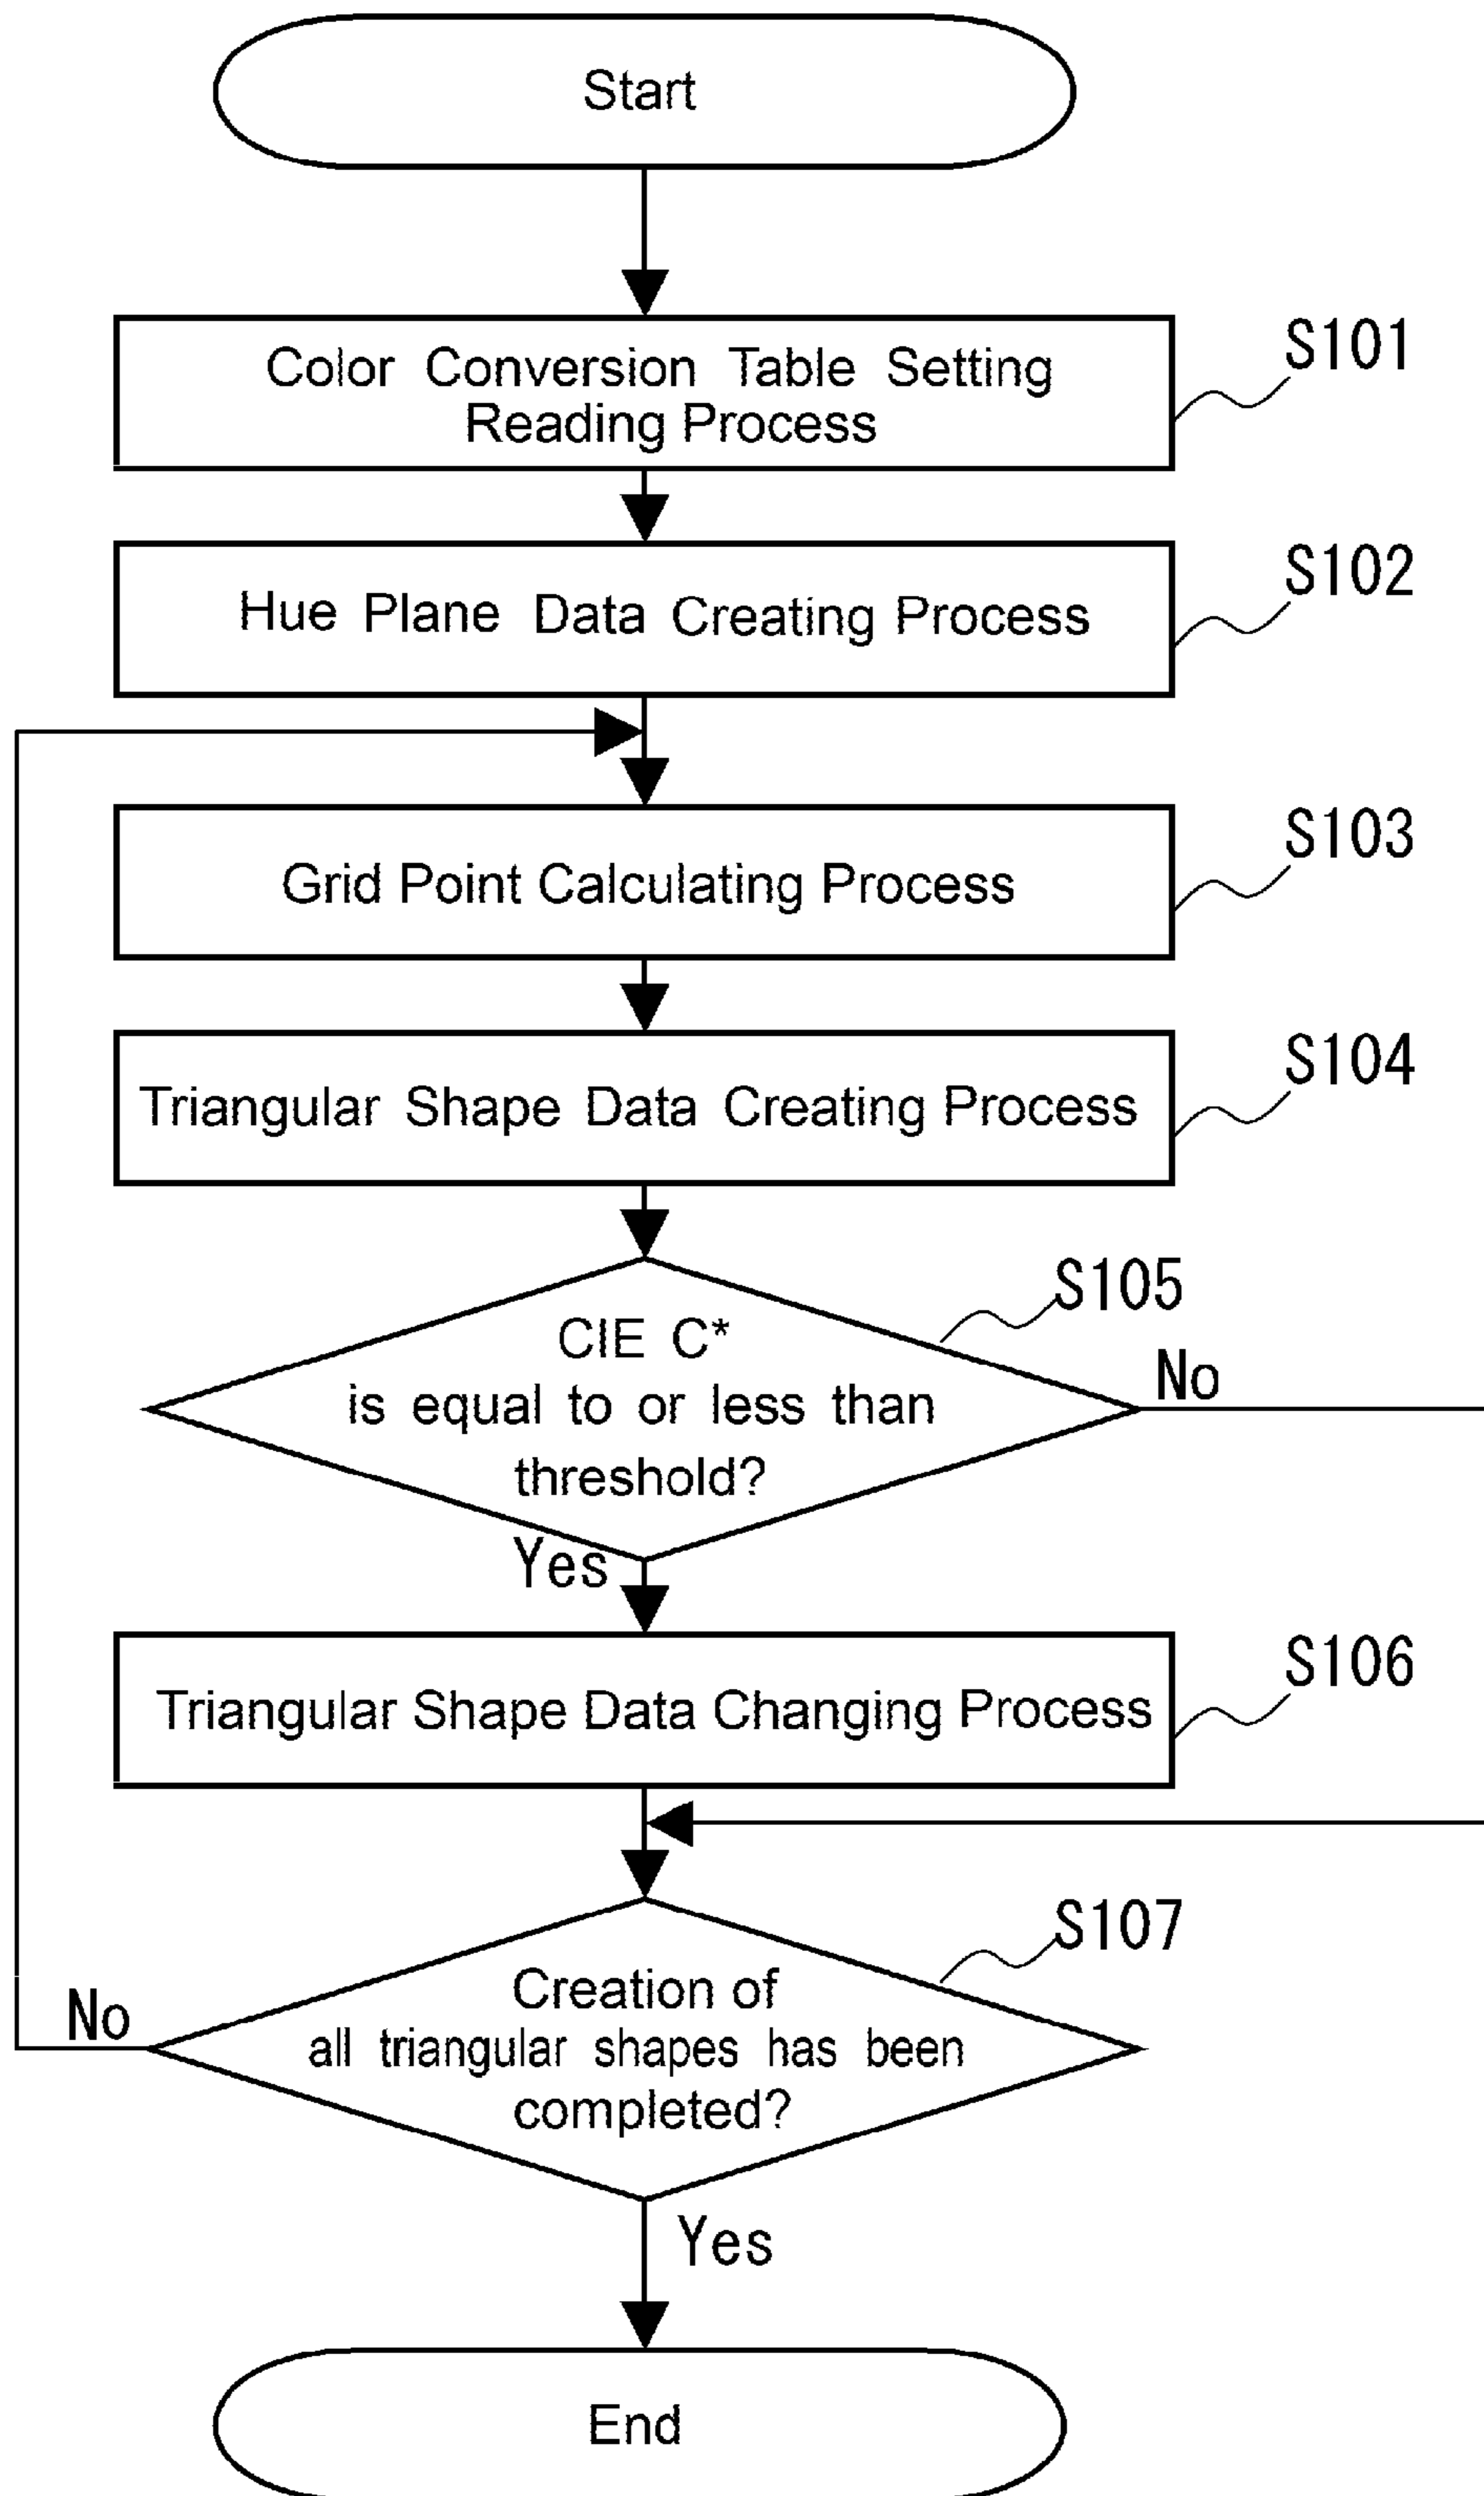 Start
Color Conversion Table Setting
Reading Process
S101
Hue Plane Data Creating Process
S102
Grid Point Calculating Process
S103
Triangular Shape Data Creating Process
S104
S105
CIE C*
is equal to or less than
threshold?
No
Yes
Triangular Shape Data Changing Process
S106
S107
Creation of
all triangular shapes has been
completed?
No
Yes
End